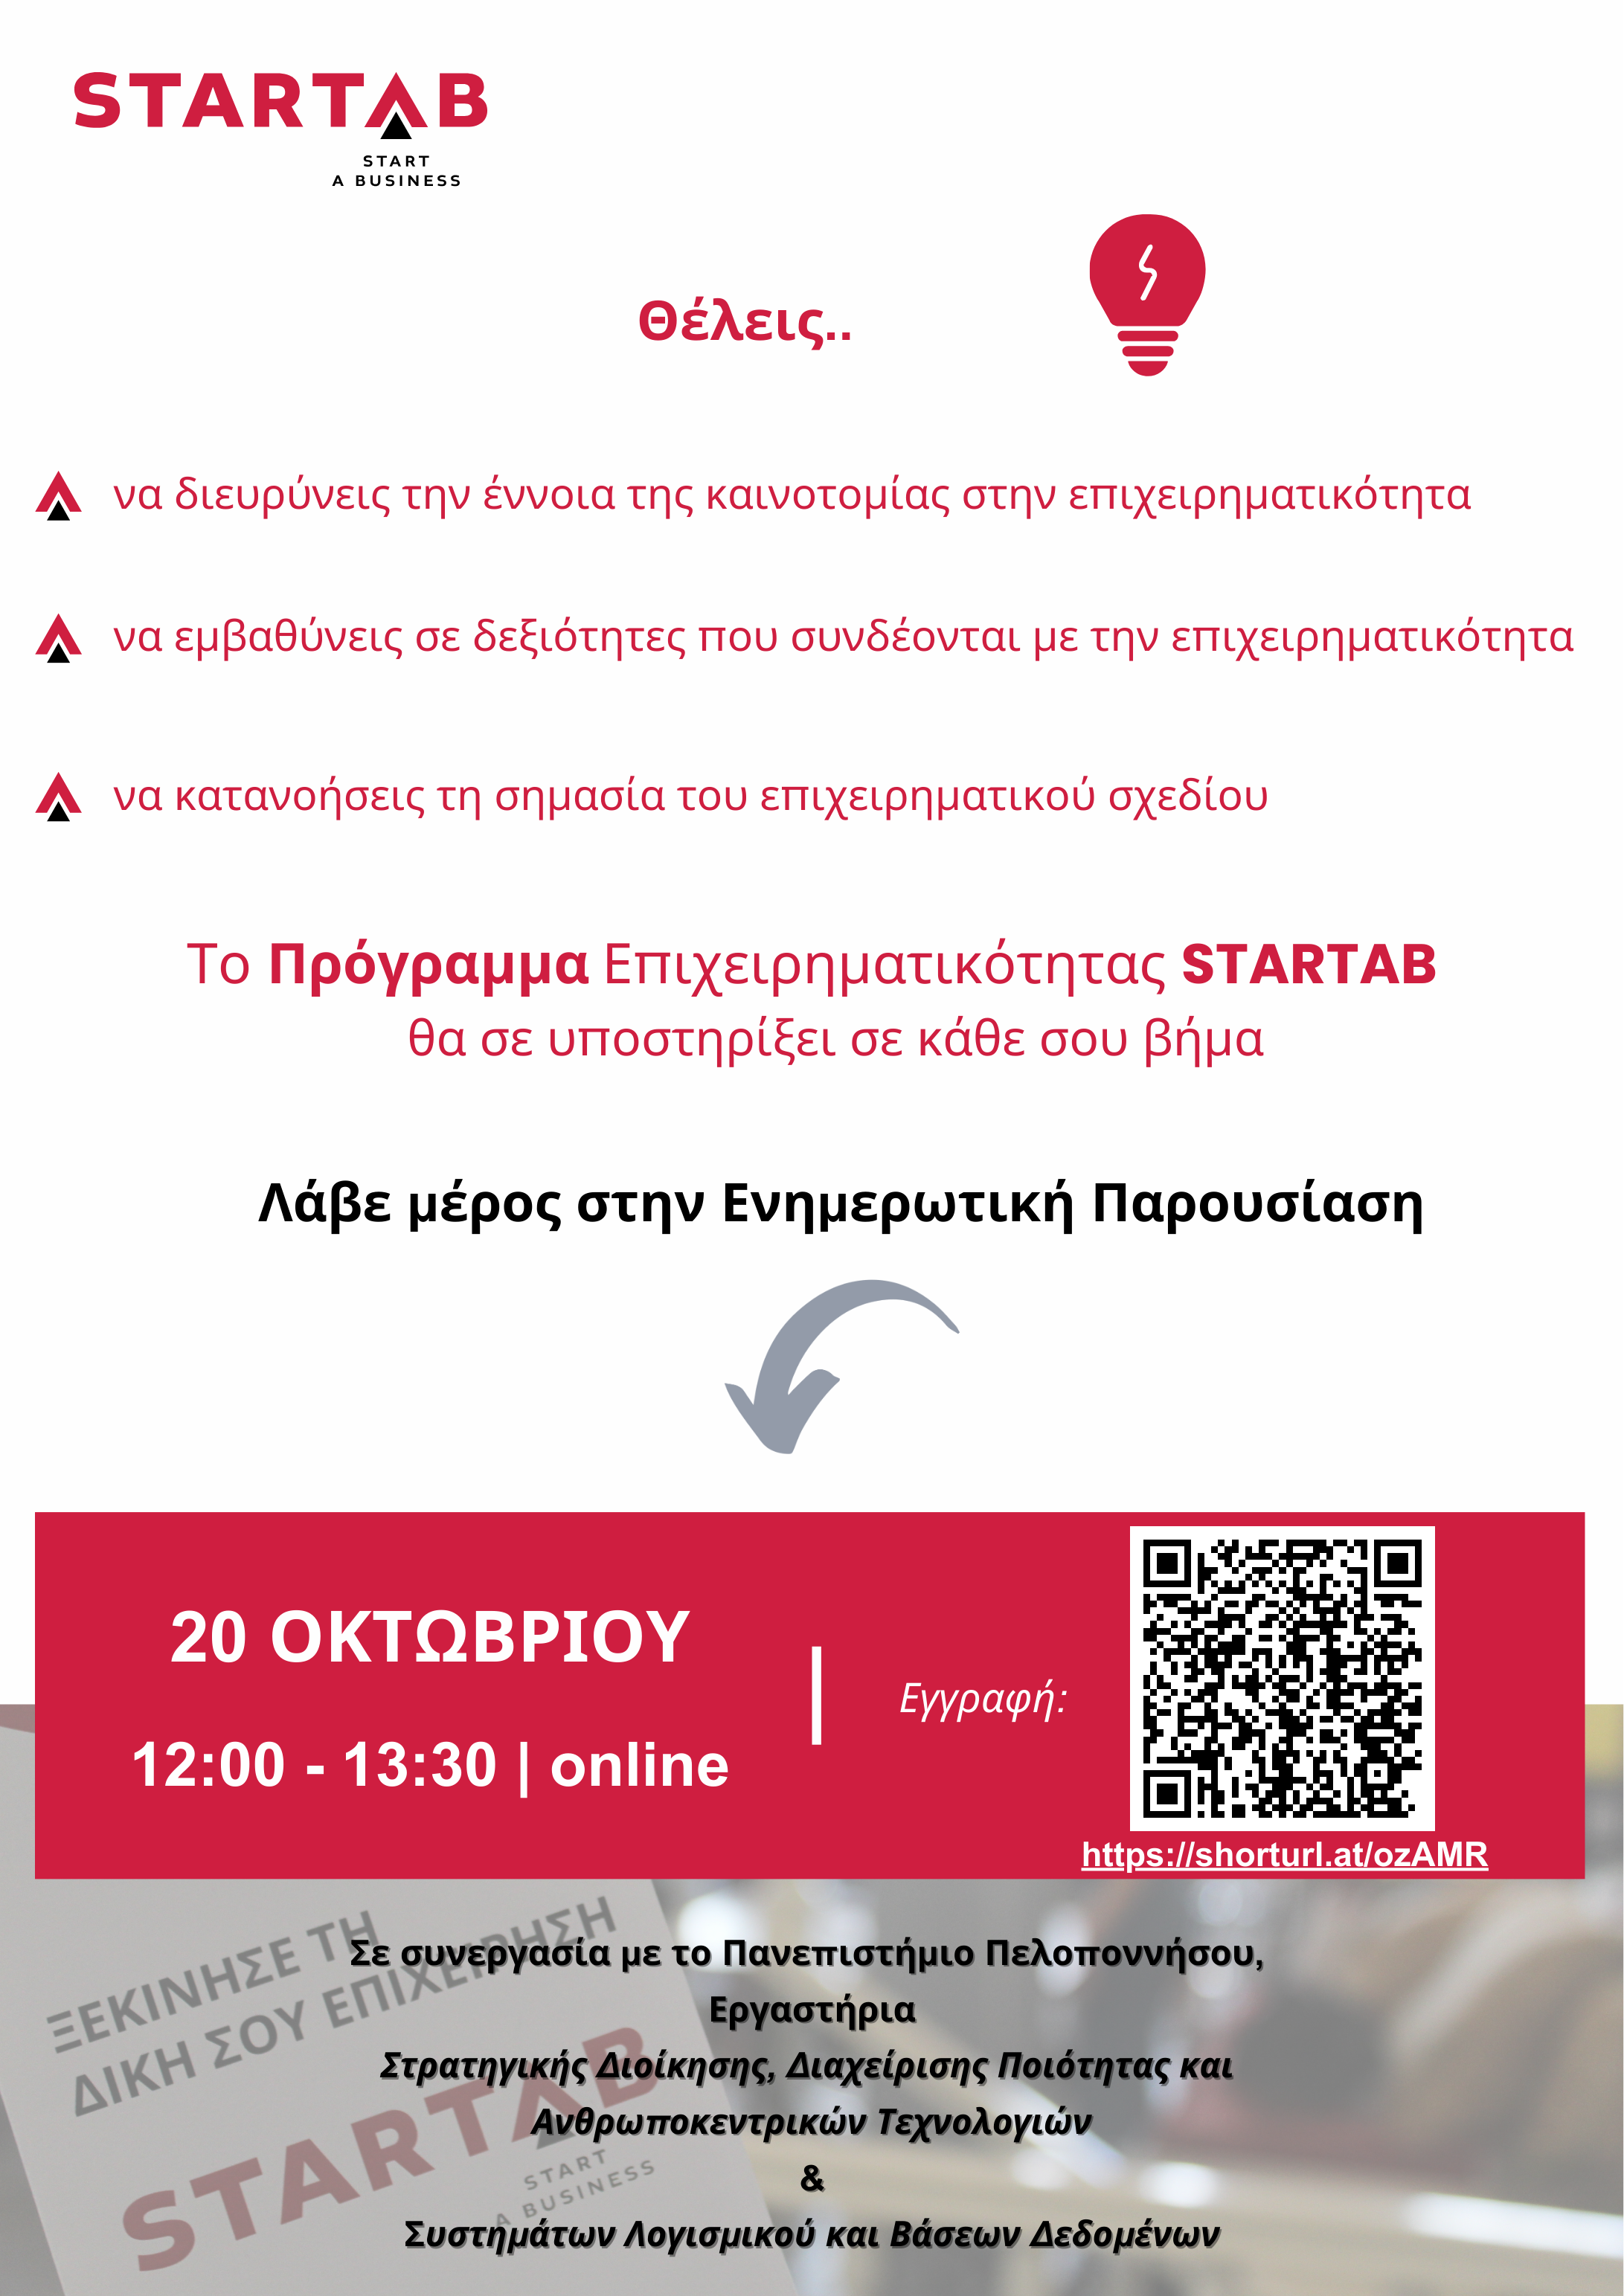 STARTAB
START
A BUSINESS
Θέλεις..
να διευρύνεις την έννοια της καινοτομίας στην επιχειρηματικότητα
να εμβαθύνεις σε δεξιότητες που συνδέονται με την επιχειρηματικότητα
να κατανοήσεις τη σημασία του επιχειρηματικού σχεδίου
Το Πρόγραμμα Επιχειρηματικότητας STARTAB
θα σε υποστηρίξει σε κάθε σου βήμα
Λάβε μέρος στην Ενημερωτική Παρουσίαση
20 ΟΚΤΩΒΡΙΟΥ
12:00 - 13:30 | online
Εγγραφή:
https://shorturl.at/ozAMR
Σε συνεργασία με το Πανεπιστήμιο Πελοποννήσου,
Εργαστήρια
Στρατηγικής Διοίκησης, Διαχείρισης Ποιότητας και
Ανθρωποκεντρικών Τεχνολογιών
&
Συστημάτων Λογισμικού και Βάσεων Δεδομένων
ΞΕΚΙΝΗΣΕ ΤΗ
ΔΙΚΗ ΣΟΥ ΕΠΙΧΕΙΡΗΣΗ
STARTAB
START
A BUSINESS